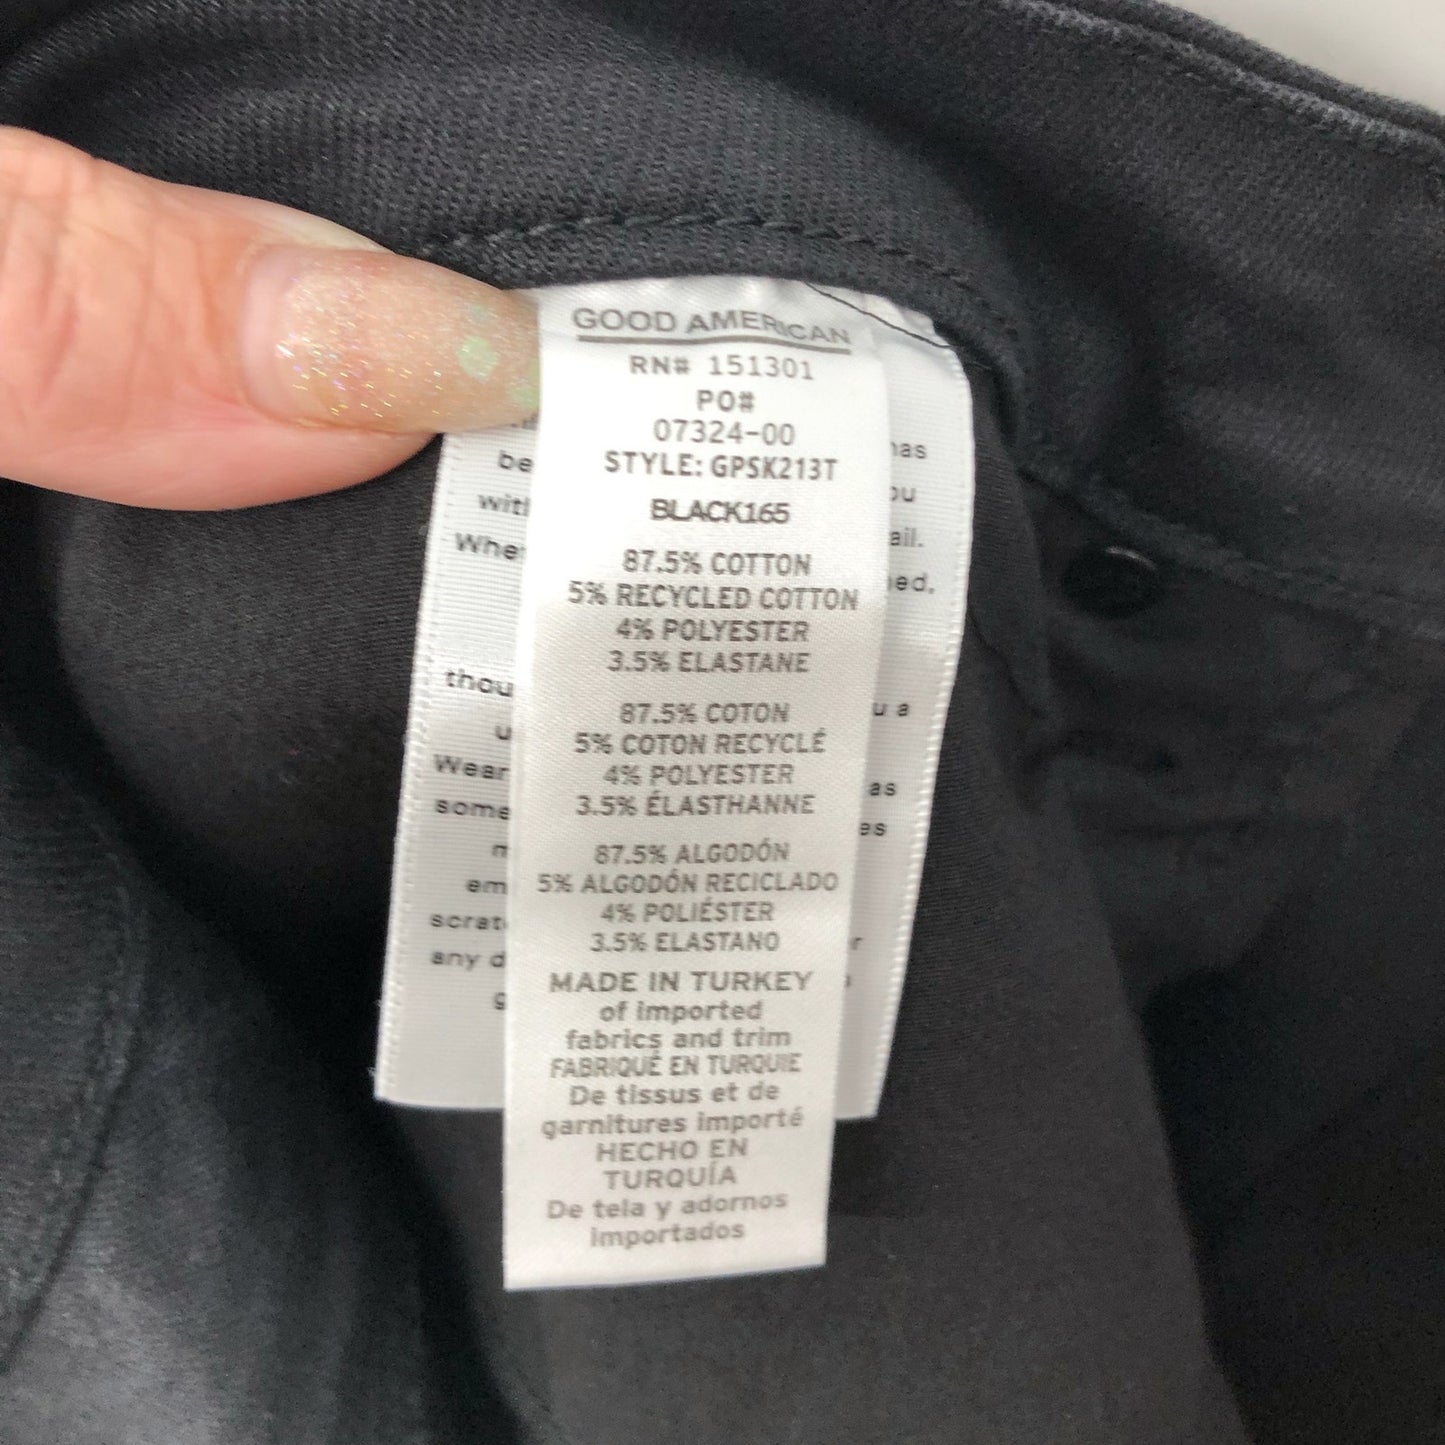 GOOD AMERICAN
RN# 151301
PO#
07324-00
STYLE: GPSK213T
BLACK165
87.5% COTTON
5% RECYCLED COTTON
4% POLYESTER
3.5% ELASTANE
87.5% COTON
5% COTON RECYCLÉ
4% POLYESTER
3.5% ÉLASTHANNE
87.5% ALGODÓN
5% ALGODÓN RECICLADO
4% POLIÉSTER
3.5% ELASTANO
MADE IN TURKEY
of imported
fabrics and trim
FABRIQUÉ EN TURQUIE
De tissus et de
garnitures importé
HECHO EN
TURQUÍA
De tela y adornos
importados